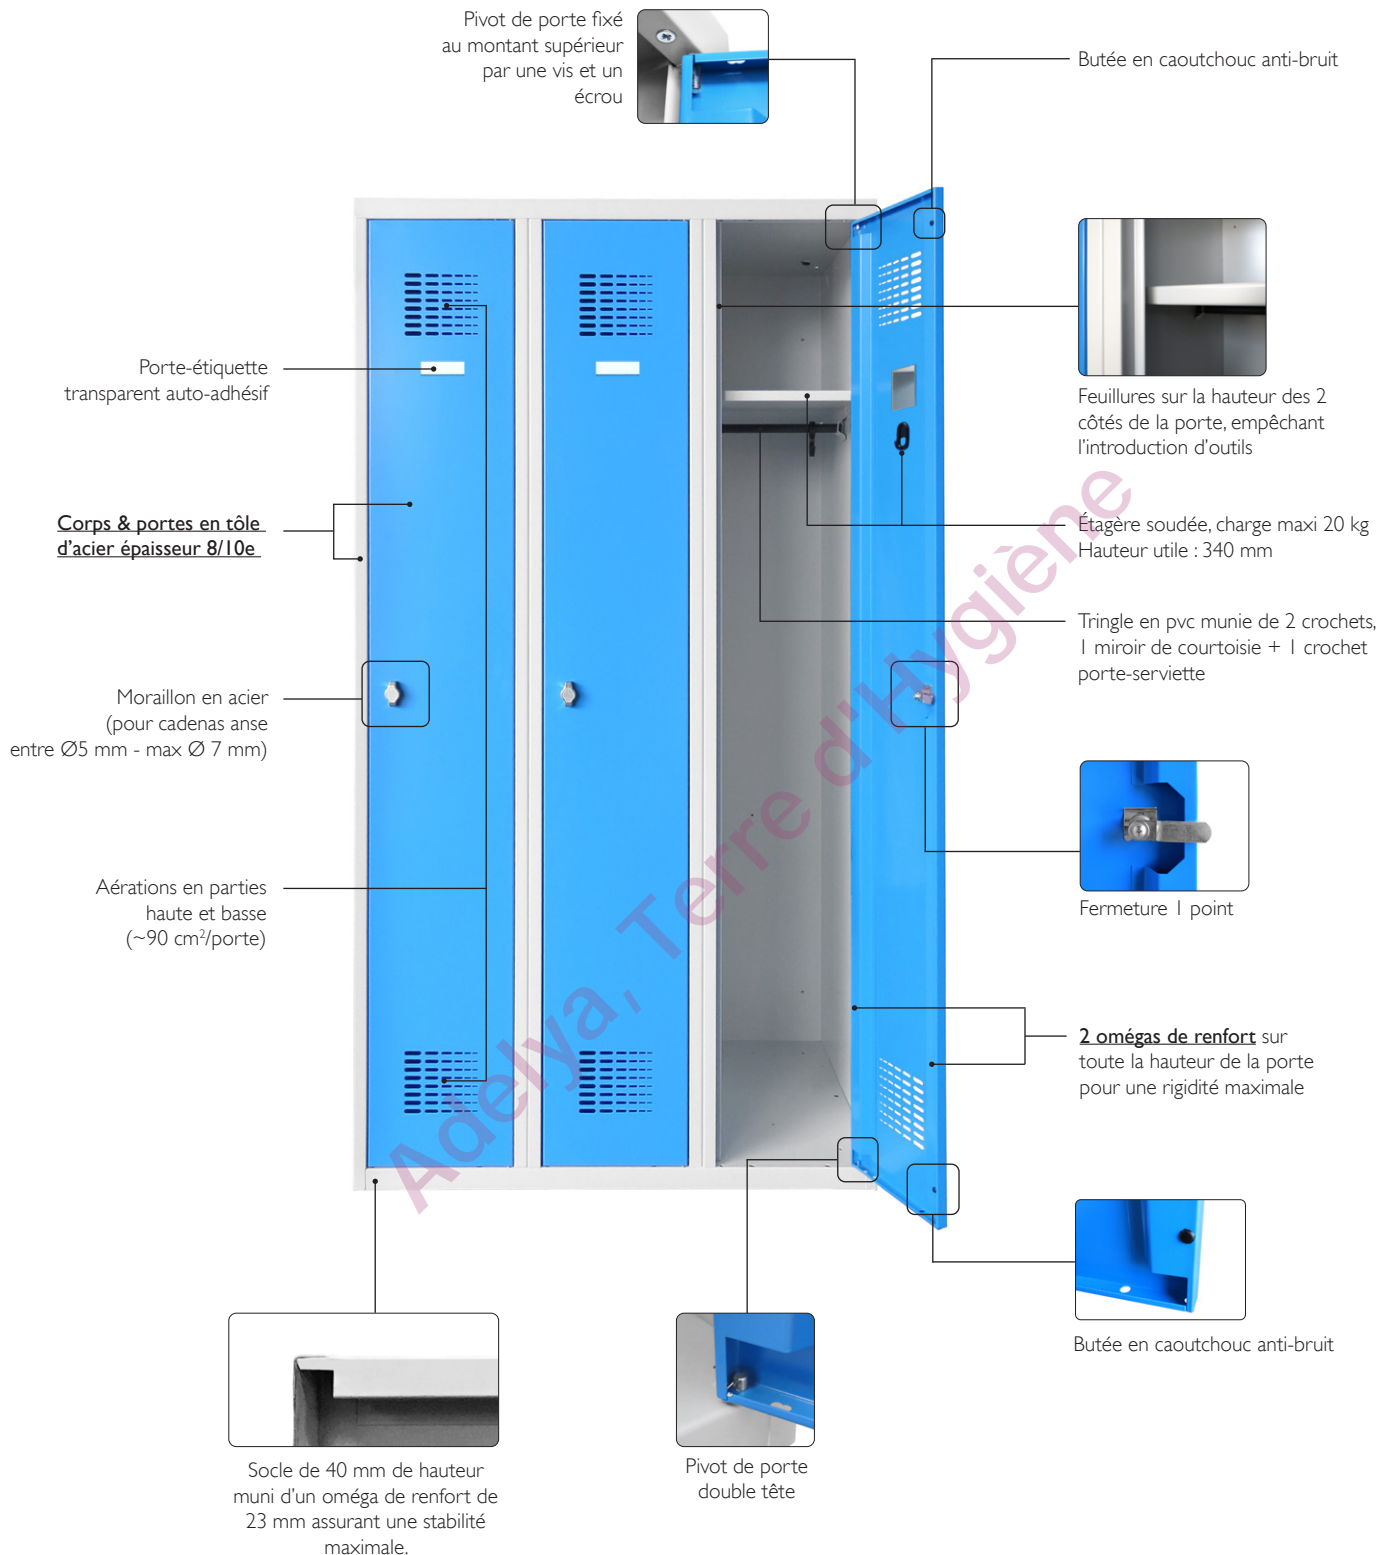 Pivot de porte fixé
au montant supérieur
par une vis et un
écrou
Butée en caoutchouc anti-bruit
Porte-étiquette
transparent auto-adhésif
Feuillures sur la hauteur des 2
côtés de la porte, empêchant
l'introduction d'outils
Corps & portes en tôle
d'acier épaisseur 8/10e
Étagère soudée, charge maxi 20 kg
Hauteur utile : 340 mm
Tringle en pvc munie de 2 crochets,
1 miroir de courtoisie + 1 crochet
porte-serviette
Moraillon en acier
(pour cadenas anse
entre Ø5 mm - max Ø 7 mm)
Fermeture 1 point
Aérations en parties
haute et basse
(~90 cm²/porte)
2 omégas de renfort sur
toute la hauteur de la porte
pour une rigidité maximale
Adelya, Terre d'Hygiène
Butée en caoutchouc anti-bruit
Socle de 40 mm de hauteur
muni d'un oméga de renfort de
23 mm assurant une stabilité
maximale.
Pivot de porte
double tête